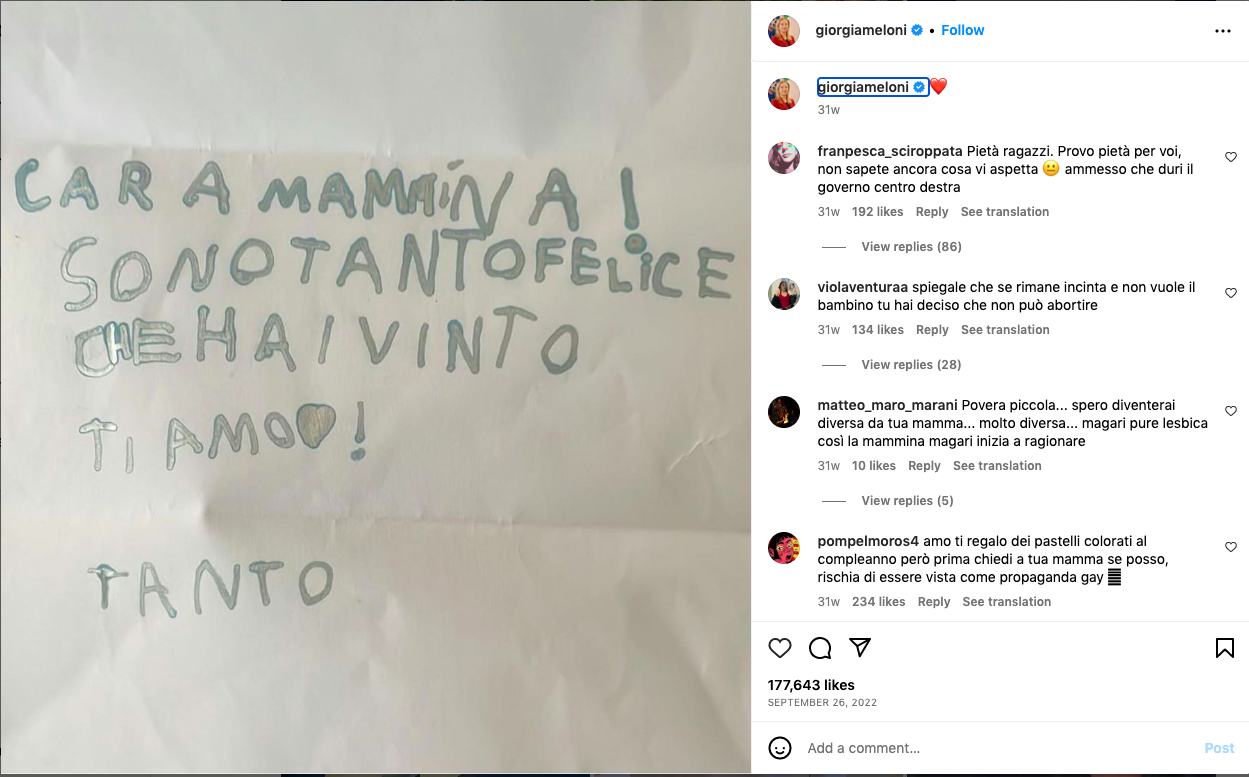 CARA MAMMINA!
SONO TANTO FELICE
CHE HAI VINTO
TI AMO♥!
TANTO
giorgiameloni • Follow
giorgiameloni ❤️
31w
franpesca_sciroppata Pietà ragazzi. Provo pietà per voi,
non sapete ancora cosa vi aspetta 😐 ammesso che duri il
governo centro destra
31w 192 likes Reply See translation
View replies (86)
violaventuraa spiegale che se rimane incinta e non vuole il
bambino tu hai deciso che non può abortire
31w 134 likes Reply See translation
View replies (28)
matteo_maro_marani Povera piccola... spero diventerai
diversa da tua mamma... molto diversa... magari pure lesbica
così la mammina magari inizia a ragionare
31w 10 likes Reply See translation
View replies (5)
pompelmoros4 amo ti regalo dei pastelli colorati al
compleanno però prima chiedi a tua mamma se posso,
rischia di essere vista come propaganda gay
31w 234 likes Reply See translation
177,643 likes
SEPTEMBER 26, 2022
Add a comment...
Post